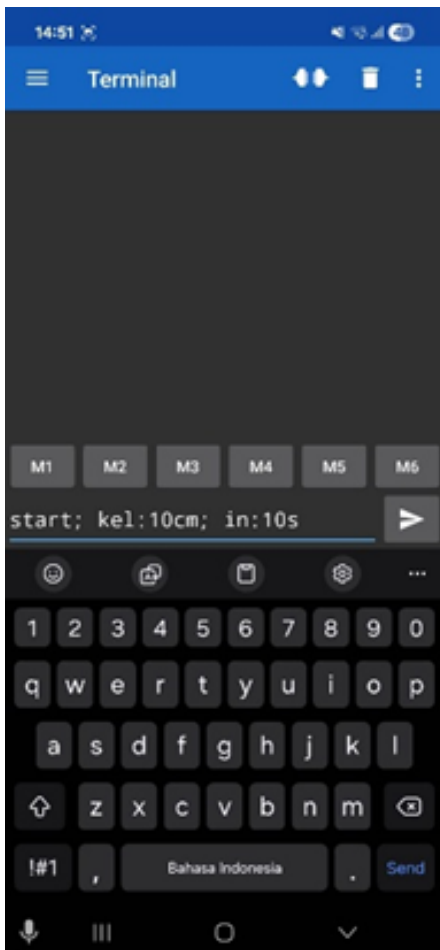 14:51
Terminal
M1 M2 M3 M4 M5 M6
start; kel:10cm; in:10s
1 2 3 4 5 6 7 8 9 0
q w e r t y u i o p
a s d f g h j k l
z x c v b n m
!#1 , Bahasa Indonesia . Send